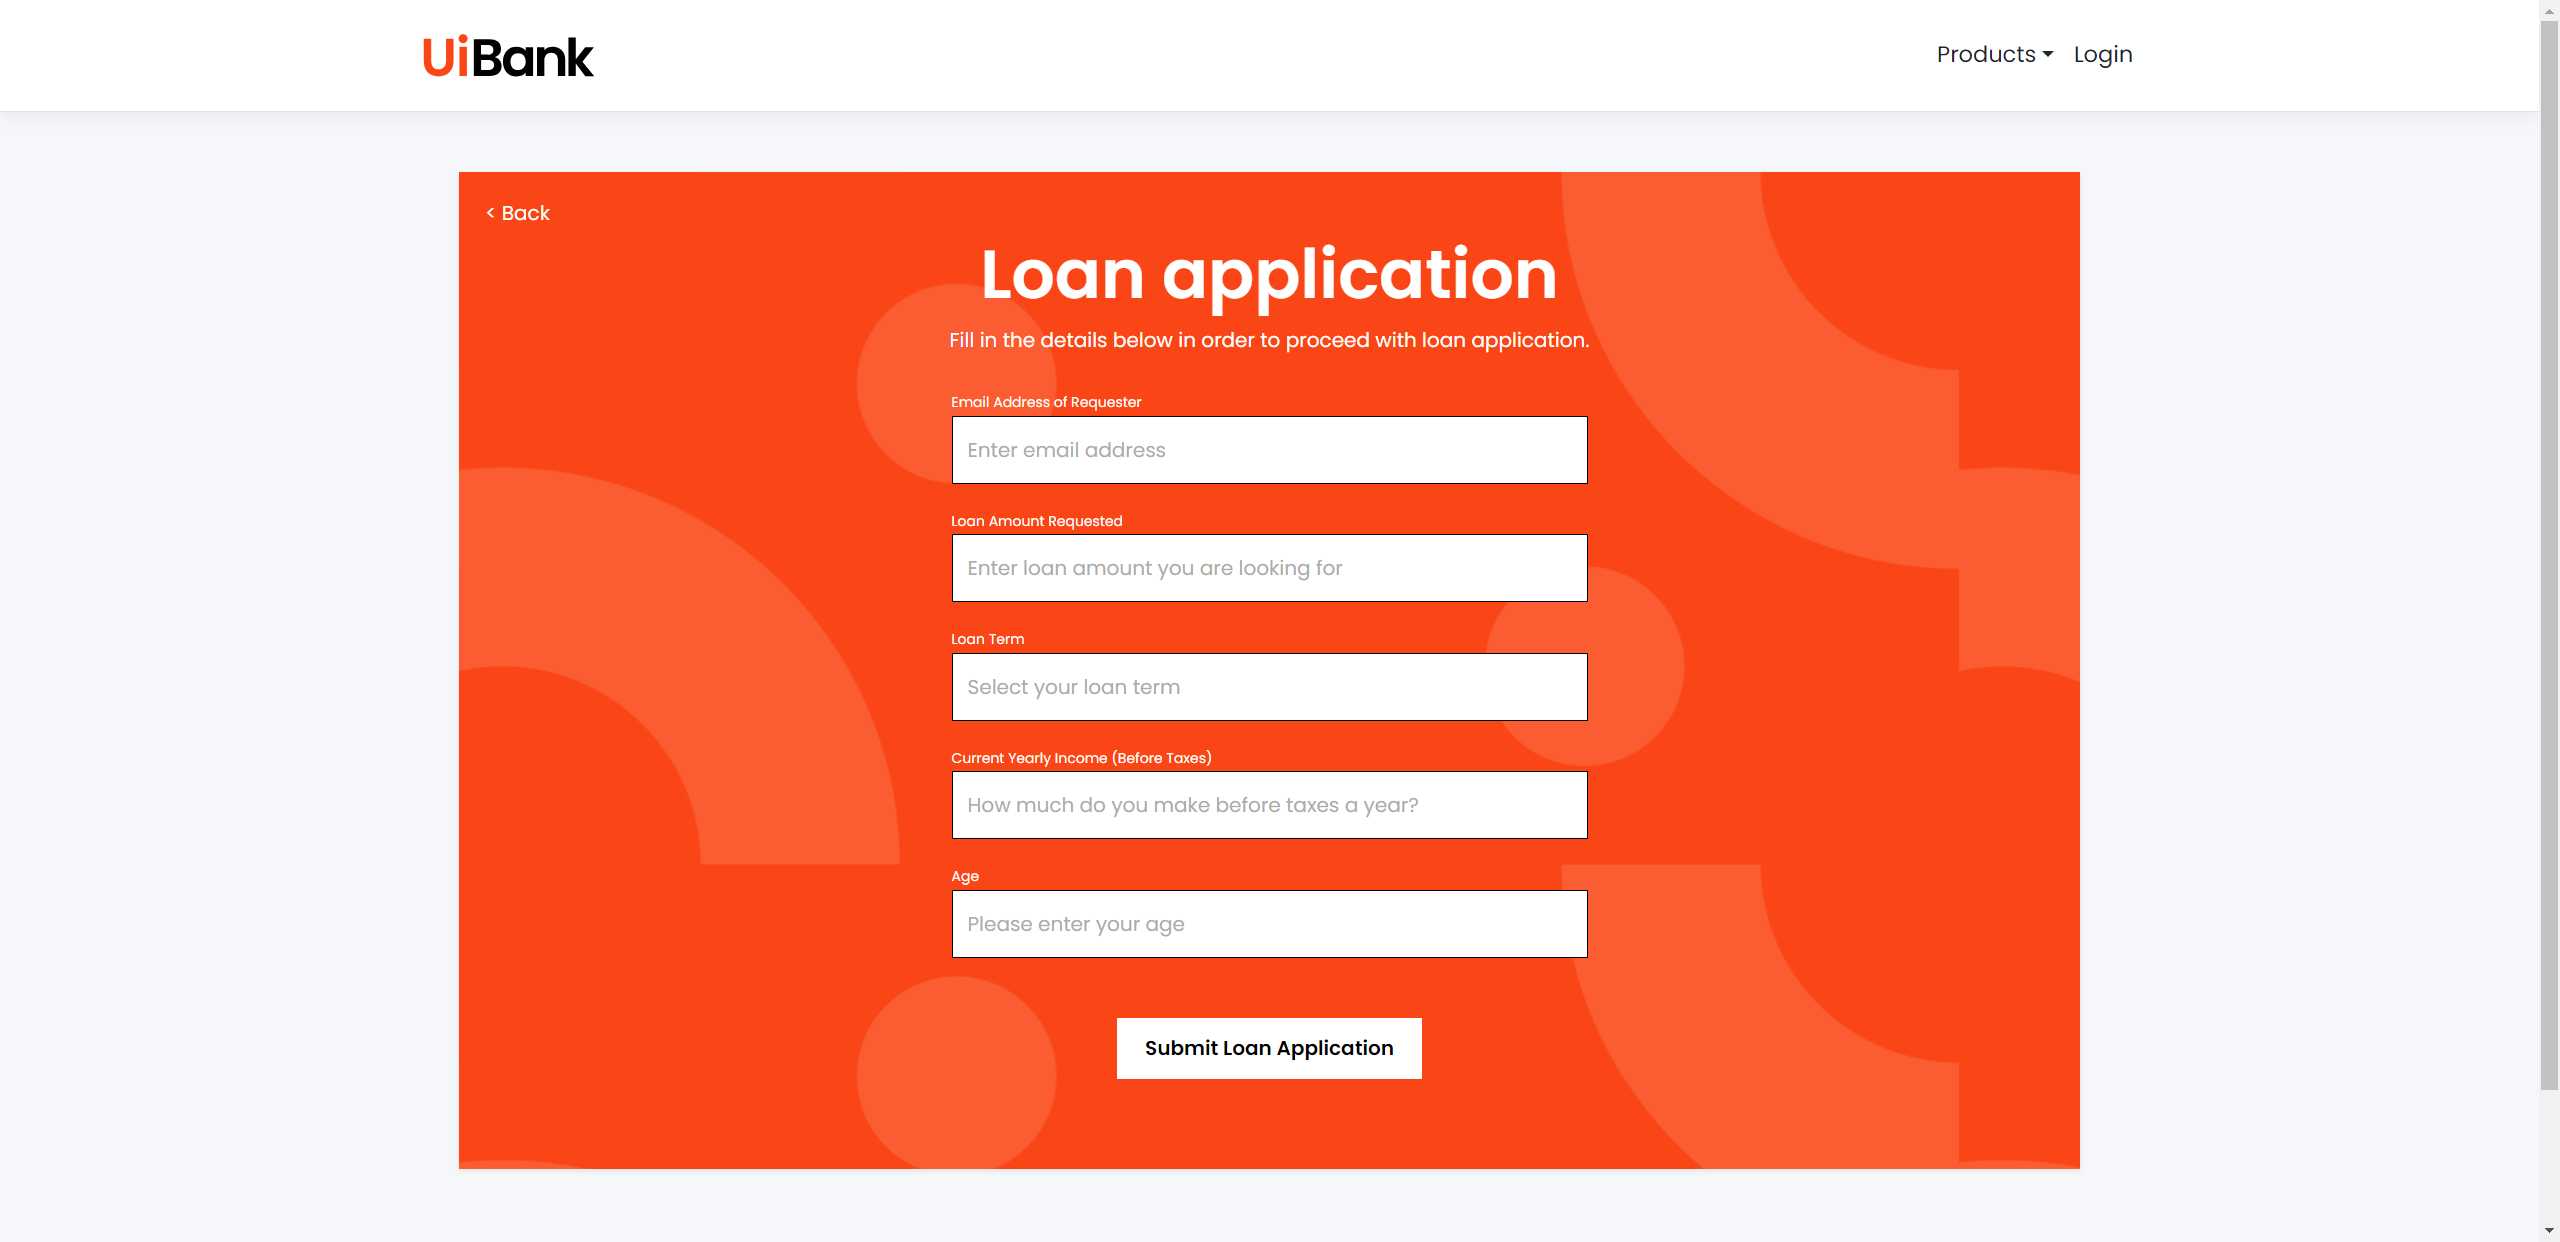 UiBank
Products Login
< Back
Loan application
Fill in the details below in order to proceed with loan application.
Email Address of Requester
Enter email address
Loan Amount Requested
Enter loan amount you are looking for
Loan Term
Select your loan term
Current Yearly Income (Before Taxes)
How much do you make before taxes a year?
Age
Please enter your age
Submit Loan Application